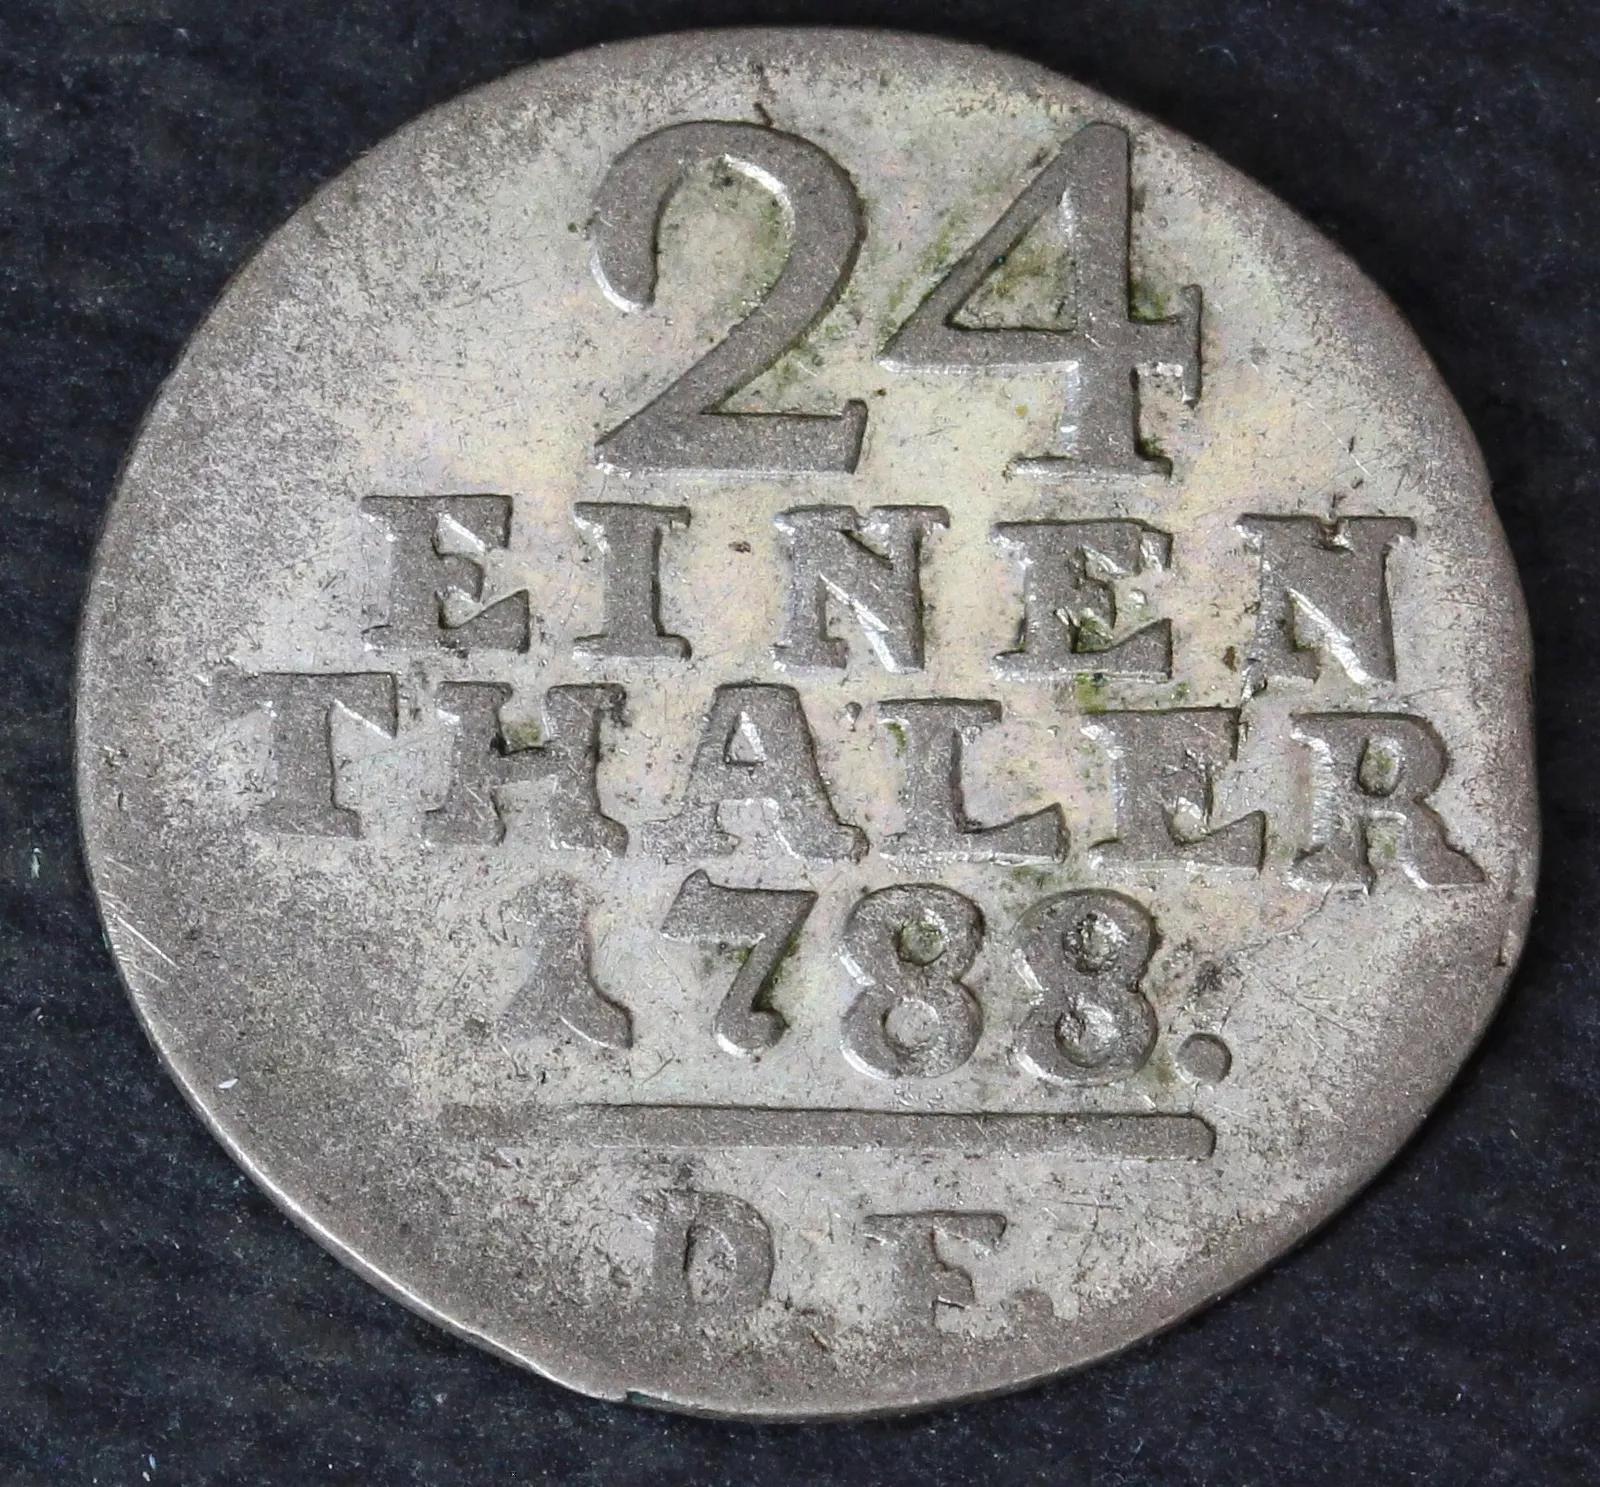 24
EINEN
THALER
1788.
D. F.